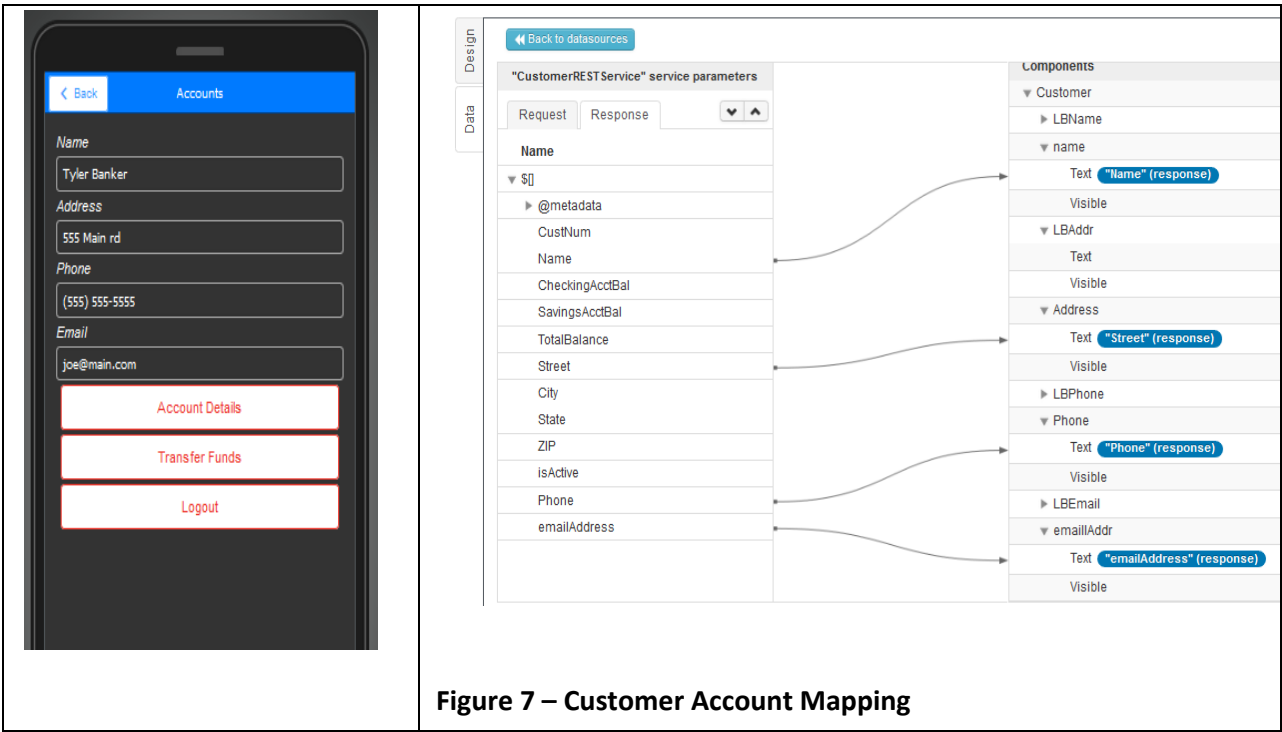 Back
Accounts
Name
Tyler Banker
Address
555 Main rd
Phone
(555) 555-5555
Email
joe@main.com
Account Details
Transfer Funds
Logout
Design
Data
Back to datasources
"CustomerRESTService" service parameters
Request Response
Name
$[]
@metadata
CustNum
Name
CheckingAcctBal
SavingsAcctBal
TotalBalance
Street
City
State
ZIP
isActive
Phone
emailAddress
Components
Customer
LBName
name
Text "Name" (response)
Visible
LBAddr
Text
Visible
Address
Text "Street" (response)
Visible
LBPhone
Phone
Text "Phone" (response)
Visible
LBEmail
emaillAddr
Text "emailAddress" (response)
Visible
Figure 7 – Customer Account Mapping